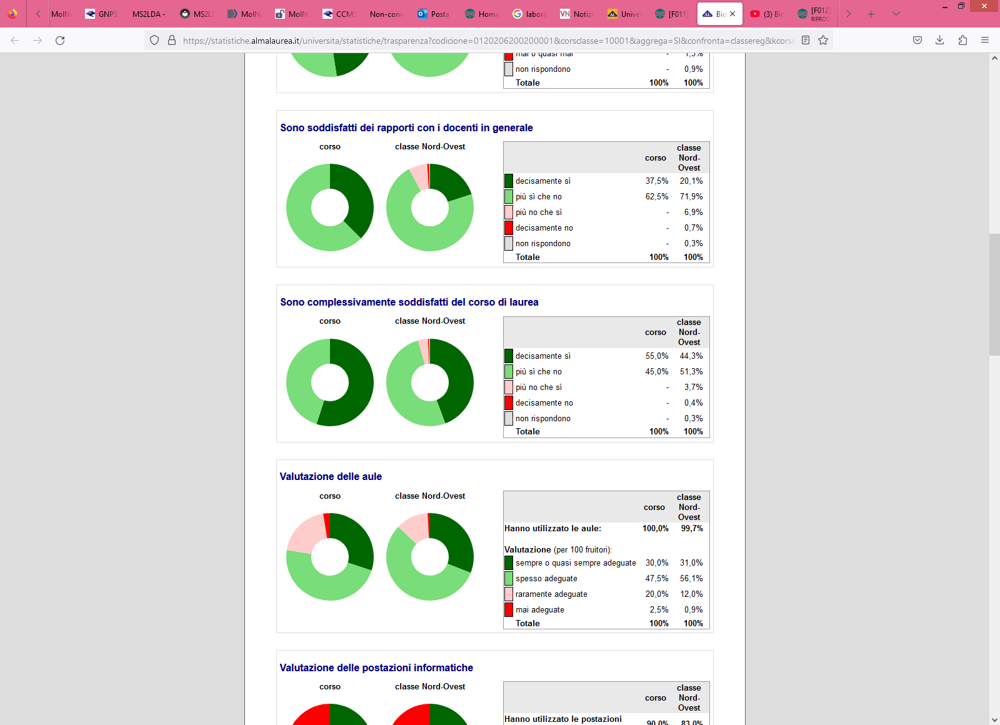 MolN
GNPS
MS2LDA -
MS2L
MolN
MolN
CCMS
Non-conv
Posta
Home
labora
Notizi
Unive
[F011]
Bio
(3) Bio
[F012]
RIPROD
https://statistiche.almalaurea.it/universita/statistiche/trasparenza?codicione=0120206200200001&corsclasse=10001&aggrega=SI&confronta=classereg&kcorss
mai o quasi mai - 1,5%
non rispondono - 0,9%
Totale 100% 100%
Sono soddisfatti dei rapporti con i docenti in generale
corso classe Nord-Ovest
corso classe Nord-Ovest
decisamente sì 37,5% 20,1%
più sì che no 62,5% 71,9%
più no che sì - 6,9%
decisamente no - 0,7%
non rispondono - 0,3%
Totale 100% 100%
Sono complessivamente soddisfatti del corso di laurea
corso classe Nord-Ovest
corso classe Nord-Ovest
decisamente sì 55,0% 44,3%
più sì che no 45,0% 51,3%
più no che sì - 3,7%
decisamente no - 0,4%
non rispondono - 0,3%
Totale 100% 100%
Valutazione delle aule
corso classe Nord-Ovest
corso classe Nord-Ovest
Hanno utilizzato le aule: 100,0% 99,7%
Valutazione (per 100 fruitori):
sempre o quasi sempre adeguate 30,0% 31,0%
spesso adeguate 47,5% 56,1%
raramente adeguate 20,0% 12,0%
mai adeguate 2,5% 0,9%
Totale 100% 100%
Valutazione delle postazioni informatiche
corso classe Nord-Ovest
corso classe Nord-Ovest
Hanno utilizzato le postazioni
90,0% 83,0%